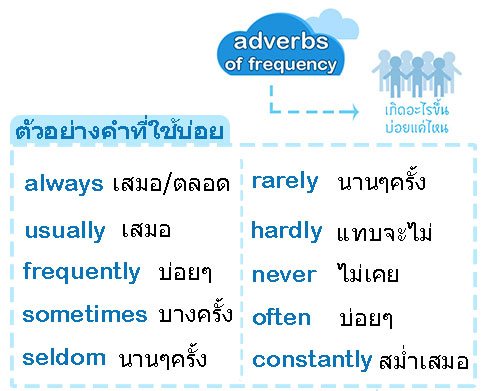 adverbs
of frequency
เกิดอะไรขึ้น
บ่อยแค่ไหน
ตัวอย่างคำที่ใช้บ่อย
always เสมอ/ตลอด
usually เสมอ
frequently บ่อยๆ
sometimes บางครั้ง
seldom นานๆครั้ง
rarely นานๆครั้ง
hardly แทบจะไม่
never ไม่เคย
often บ่อยๆ
constantly สม่ำเสมอ